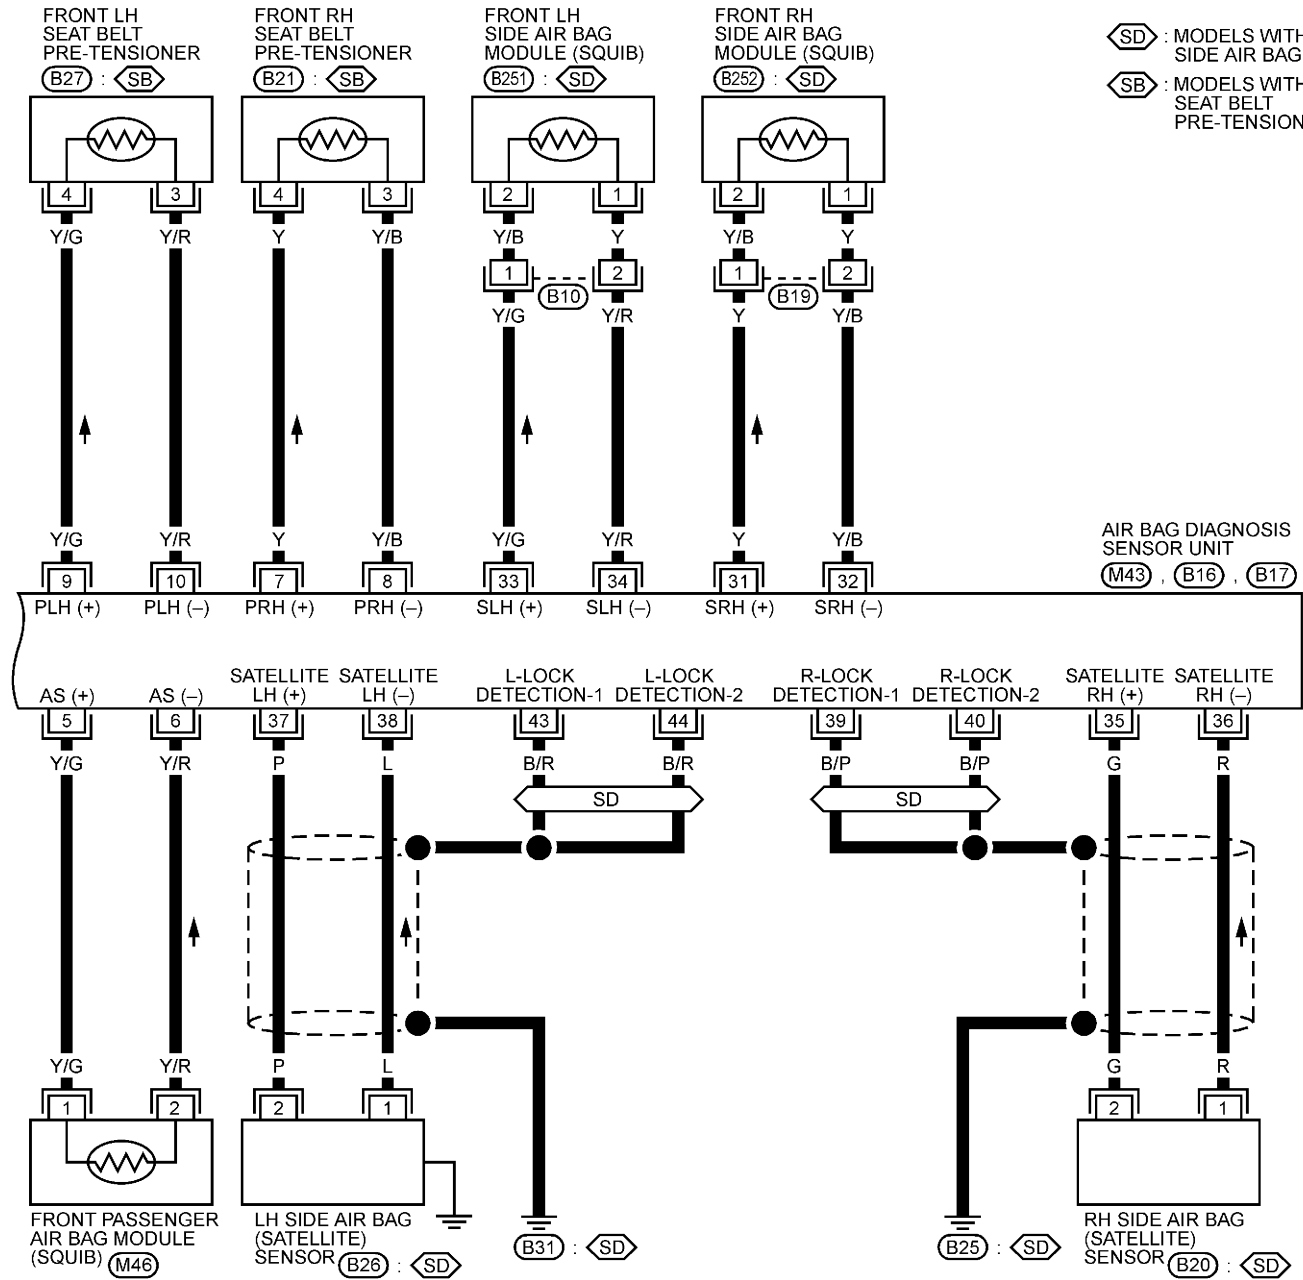 FRONT LH
SEAT BELT
PRE-TENSIONER
B27 : SB
FRONT RH
SEAT BELT
PRE-TENSIONER
B21 : SB
FRONT LH
SIDE AIR BAG
MODULE (SQUIB)
B251 : SD
FRONT RH
SIDE AIR BAG
MODULE (SQUIB)
B252 : SD
SD : MODELS WITH
SIDE AIR BAG
SB : MODELS WITH
SEAT BELT
PRE-TENSION
4 3 4 3 2 1 2 1
Y/G Y/R Y Y/B Y/B Y Y/B Y
1 2 1 2
B10 B19
Y/G Y/R Y Y/B
Y/G Y/R Y Y/B Y/G Y/R Y Y/B
AIR BAG DIAGNOSIS
SENSOR UNIT
M43 , B16 , B17
9 10 7 8 33 34 31 32
PLH (+) PLH (–) PRH (+) PRH (–) SLH (+) SLH (–) SRH (+) SRH (–)
AS (+)
AS (–)
SATELLITE
LH (+)
SATELLITE
LH (–)
L-LOCK
DETECTION-1
L-LOCK
DETECTION-2
R-LOCK
DETECTION-1
R-LOCK
DETECTION-2
SATELLITE
RH (+)
SATELLITE
RH (–)
5 6 37 38 43 44 39 40 35 36
Y/G Y/R P L B/R B/R B/P B/P G R
SD SD
Y/G Y/R P L G R
1 2 2 1 2 1
FRONT PASSENGER
AIR BAG MODULE
(SQUIB) M46
LH SIDE AIR BAG
(SATELLITE)
SENSOR B26 : SD
B31 : SD
B25 : SD
RH SIDE AIR BAG
(SATELLITE)
SENSOR B20 : SD